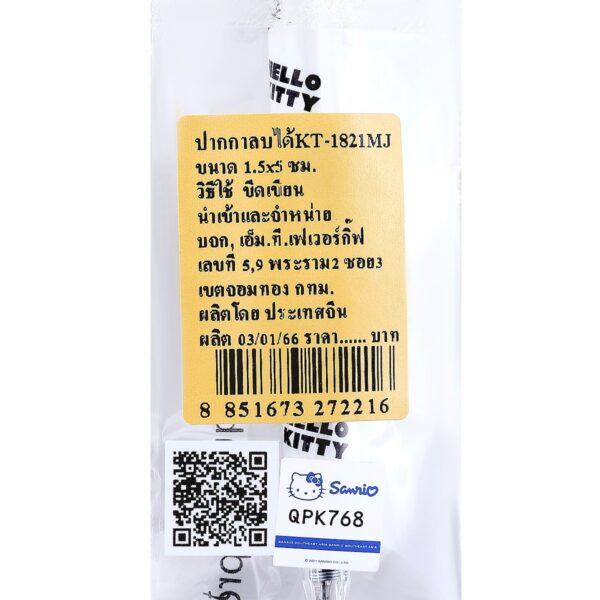 HELLO
KITTY
ปากกาลบได้KT-1821MJ
ขนาด 1.5x5 ซม.
วิธีใช้ ขีดเขียน
นำเข้าและจำหน่าย
บจก, เอ็ม.ที.เฟเวอร์กิ๊ฟ
เลขที่ 5,9 พระราม2 ซอย3
เขตจอมทอง กทม.
ผลิตโดย ประเทศจีน
ผลิต 03/01/66 ราคา...... บาท
8 851673 272216
HELLO
KITTY
Sanrio
QPK768